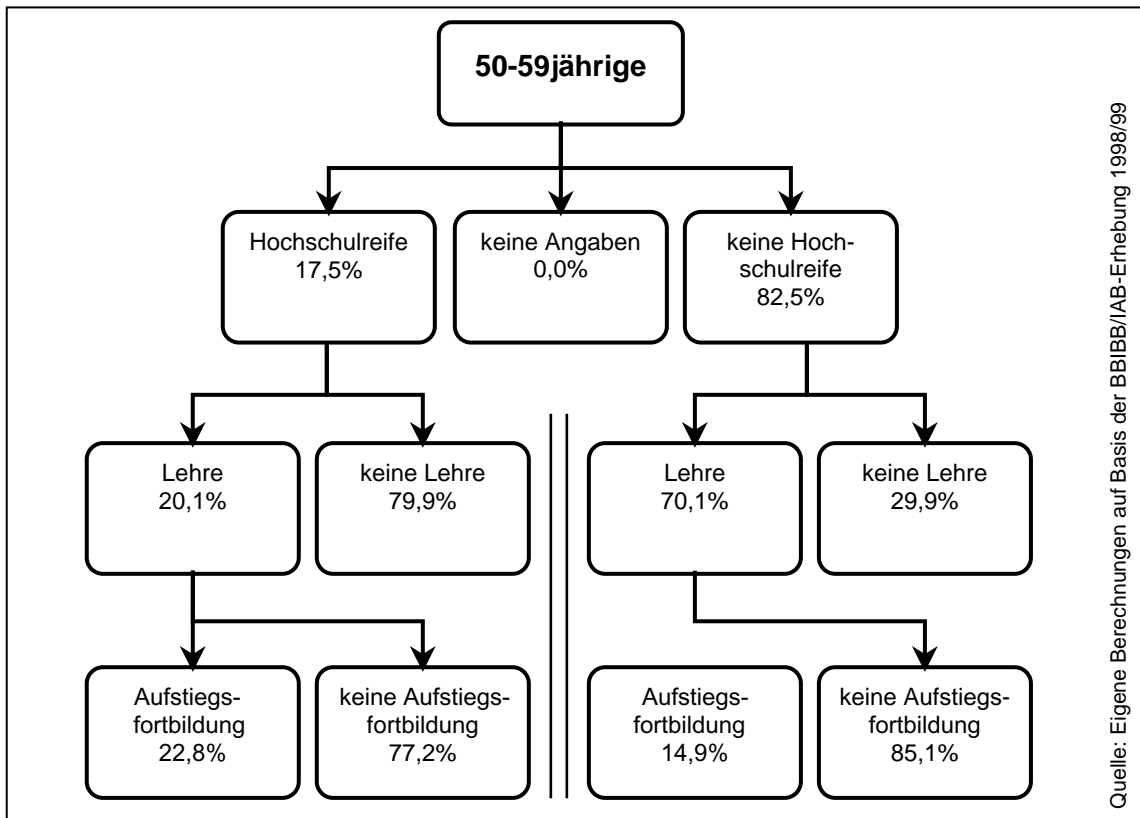 50-59jährige
Hochschulreife
17,5%
keine Angaben
0,0%
keine Hoch-
schulreife
82,5%
Lehre
20,1%
keine Lehre
79,9%
Lehre
70,1%
keine Lehre
29,9%
Aufstiegs-
fortbildung
22,8%
keine Aufstiegs-
fortbildung
77,2%
Aufstiegs-
fortbildung
14,9%
keine Aufstiegs-
fortbildung
85,1%
Quelle: Eigene Berechnungen auf Basis der BBIBB/IAB-Erhebung 1998/99